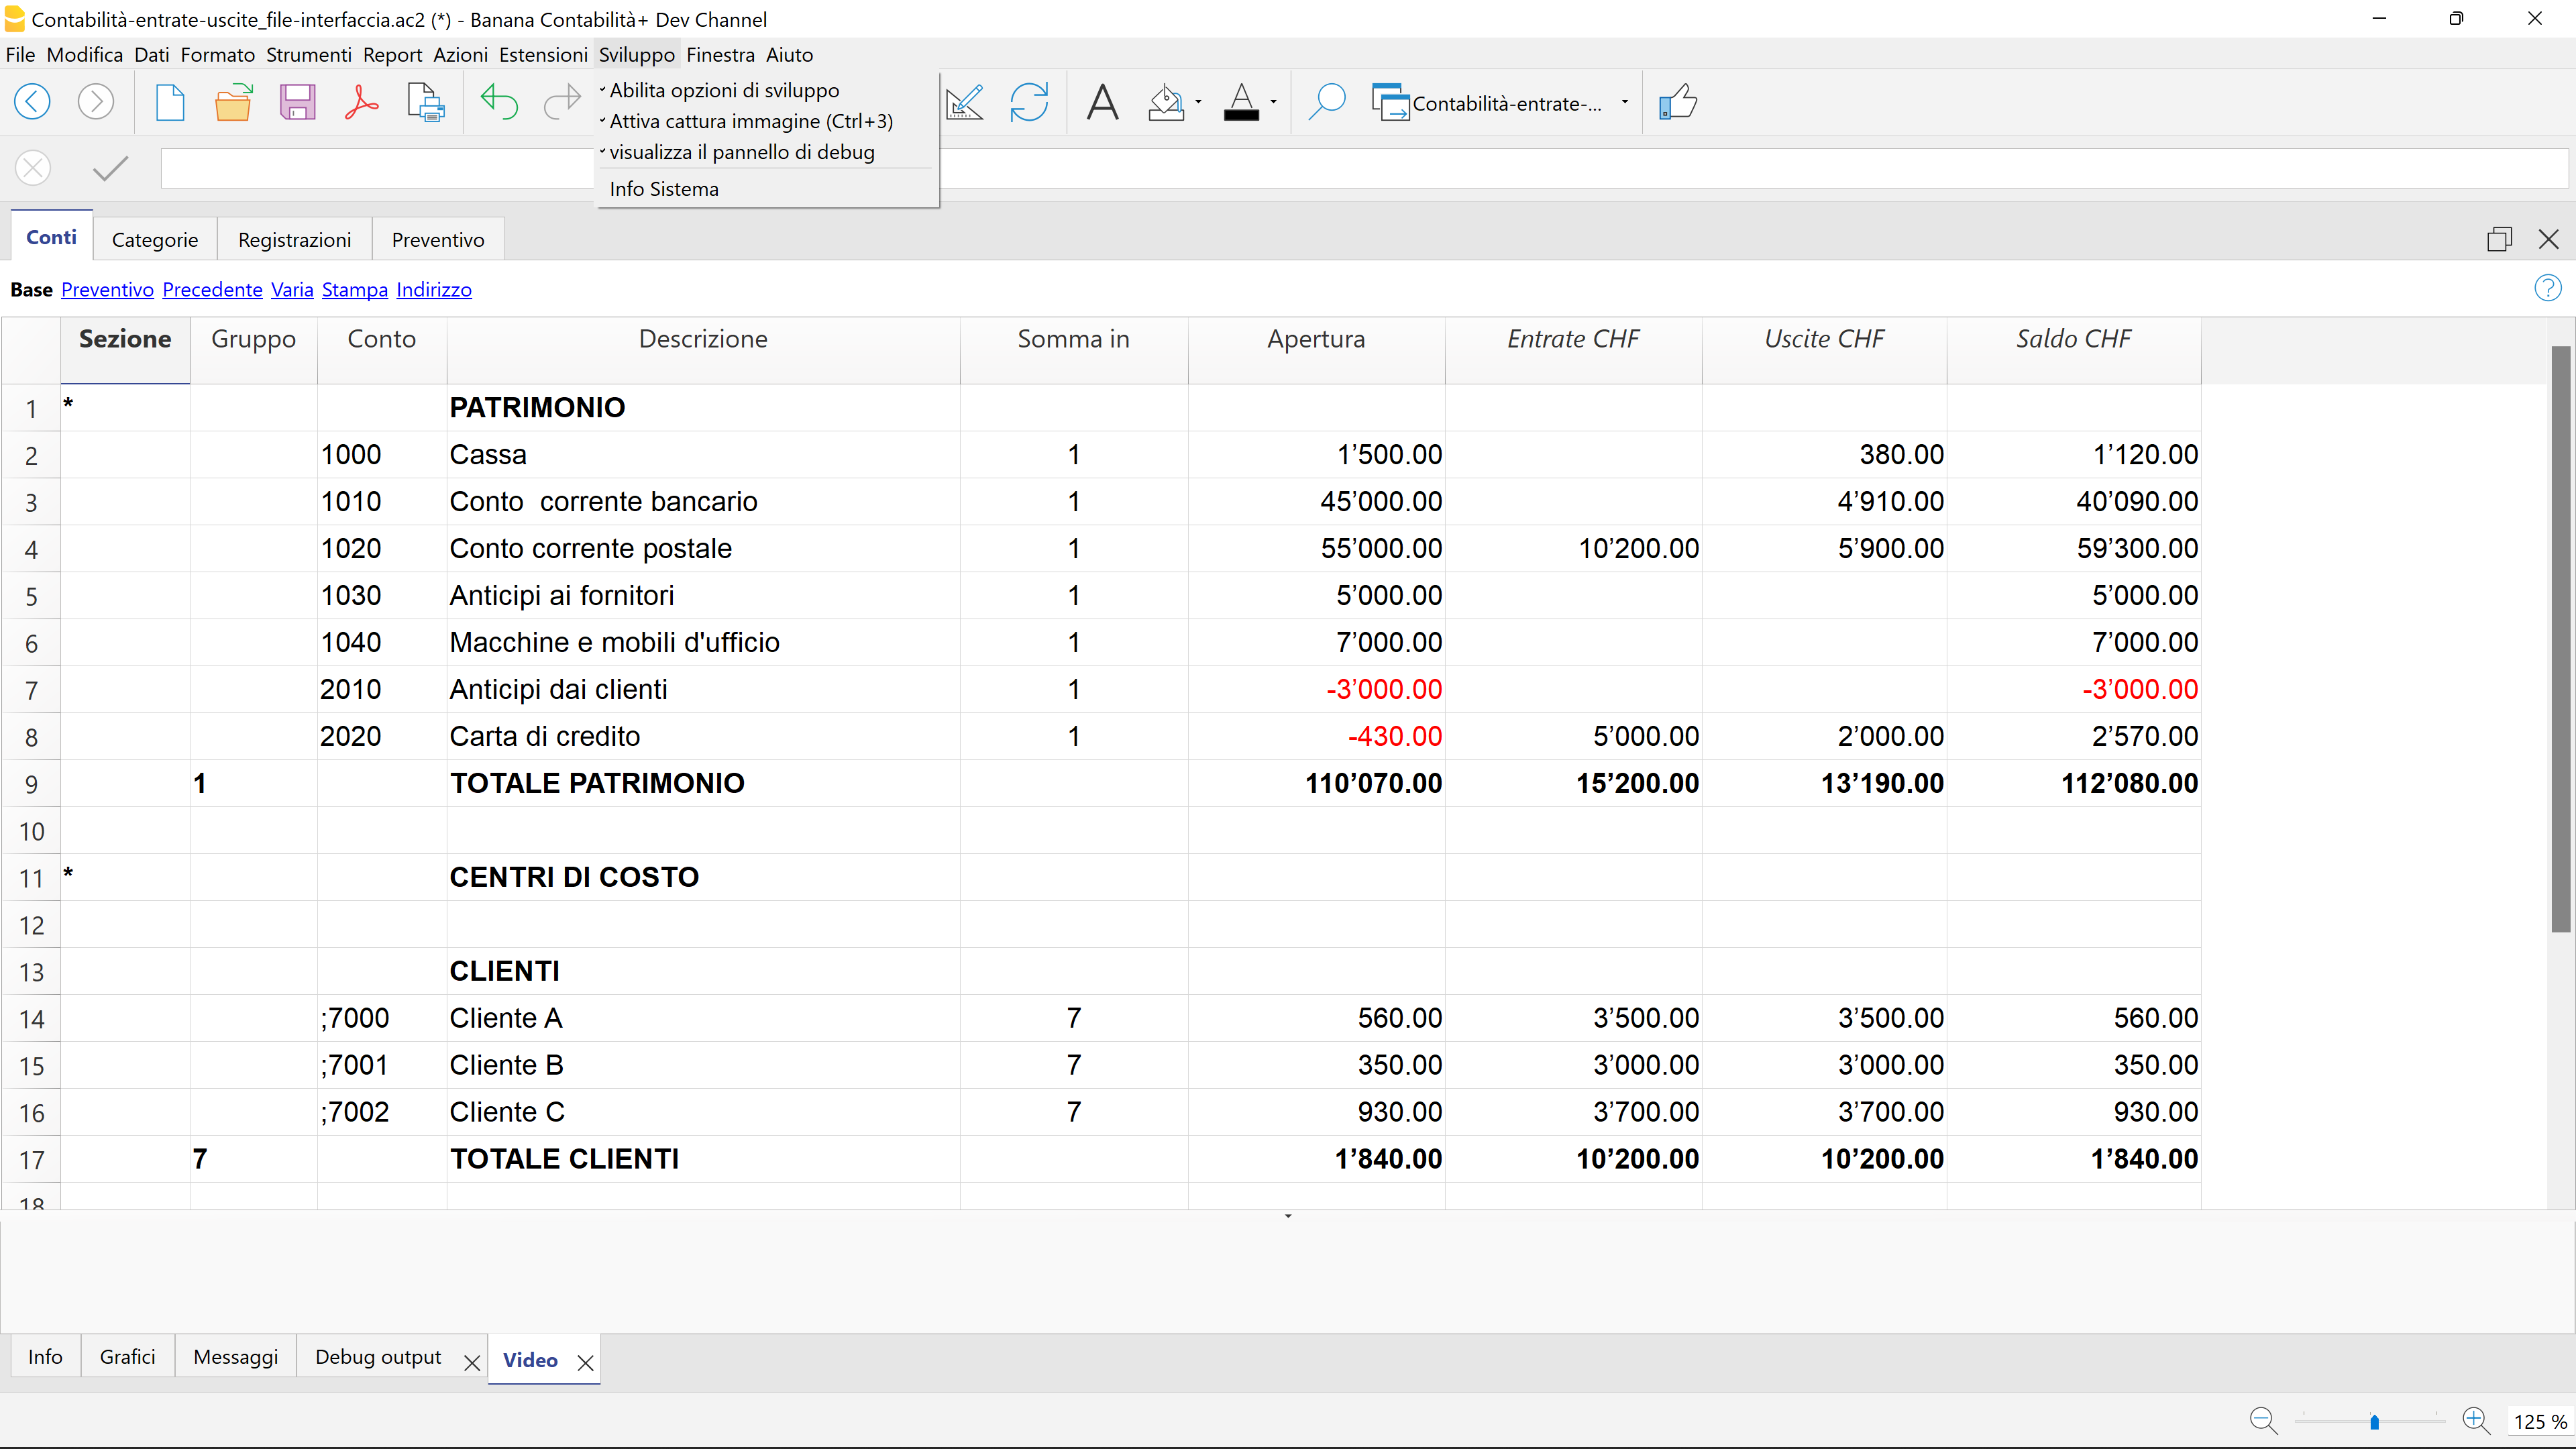 Contabilità-entrate-uscite_file-interfaccia.ac2 (*) - Banana Contabilità+ Dev Channel
File Modifica Dati Formato Strumenti Report Azioni Estensioni Sviluppo Finestra Aiuto
Abilita opzioni di sviluppo
Attiva cattura immagine (Ctrl+3)
visualizza il pannello di debug
Info Sistema
Contabilità-entrate-...
Conti Categorie Registrazioni Preventivo
Base Preventivo Precedente Varia Stampa Indirizzo
Sezione Gruppo Conto Descrizione Somma in Apertura Entrate CHF Uscite CHF Saldo CHF
1 * PATRIMONIO
2 1000 Cassa 1 1’500.00 380.00 1’120.00
3 1010 Conto  corrente bancario 1 45’000.00 4’910.00 40’090.00
4 1020 Conto corrente postale 1 55’000.00 10’200.00 5’900.00 59’300.00
5 1030 Anticipi ai fornitori 1 5’000.00 5’000.00
6 1040 Macchine e mobili d'ufficio 1 7’000.00 7’000.00
7 2010 Anticipi dai clienti 1 -3’000.00 -3’000.00
8 2020 Carta di credito 1 -430.00 5’000.00 2’000.00 2’570.00
9 1 TOTALE PATRIMONIO 110’070.00 15’200.00 13’190.00 112’080.00
10
11 * CENTRI DI COSTO
12
13 CLIENTI
14 ;7000 Cliente A 7 560.00 3’500.00 3’500.00 560.00
15 ;7001 Cliente B 7 350.00 3’000.00 3’000.00 350.00
16 ;7002 Cliente C 7 930.00 3’700.00 3’700.00 930.00
17 7 TOTALE CLIENTI 1’840.00 10’200.00 10’200.00 1’840.00
18
Info Grafici Messaggi Debug output Video
125 %